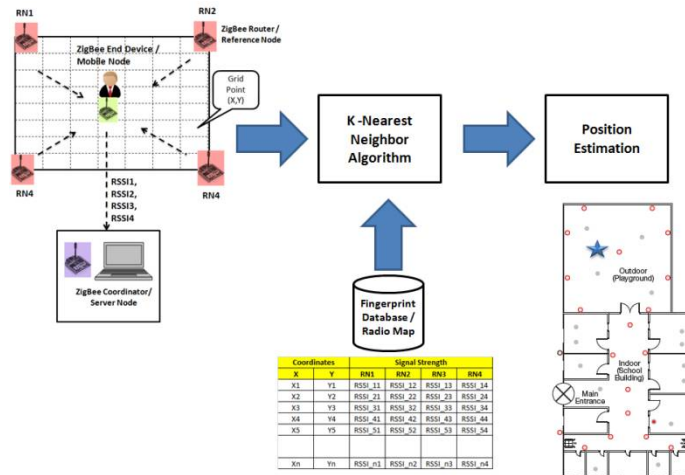 RN1
RN2
ZigBee Router /
Reference Node
ZigBee End Device /
Mobile Node
Grid
Point
(X,Y)
RN4
RN4
RSSI1,
RSSI2,
RSSI3,
RSSI4
ZigBee Coordinator/
Server Node
K -Nearest
Neighbor
Algorithm
Position
Estimation
Fingerprint
Database /
Radio Map
Coordinates Signal Strength
X Y RN1 RN2 RN3 RN4
X1 Y1 RSSI_11 RSSI_12 RSSI_13 RSSI_14
X2 Y2 RSSI_21 RSSI_22 RSSI_23 RSSI_24
X3 Y3 RSSI_31 RSSI_32 RSSI_33 RSSI_34
X4 Y4 RSSI_41 RSSI_42 RSSI_43 RSSI_44
X5 Y5 RSSI_51 RSSI_52 RSSI_53 RSSI_54
Xn Yn RSSI_n1 RSSI_n2 RSSI_n3 RSSI_n4
Outdoor
(Playground)
Indoor
(School
Building)
Main
Entrance